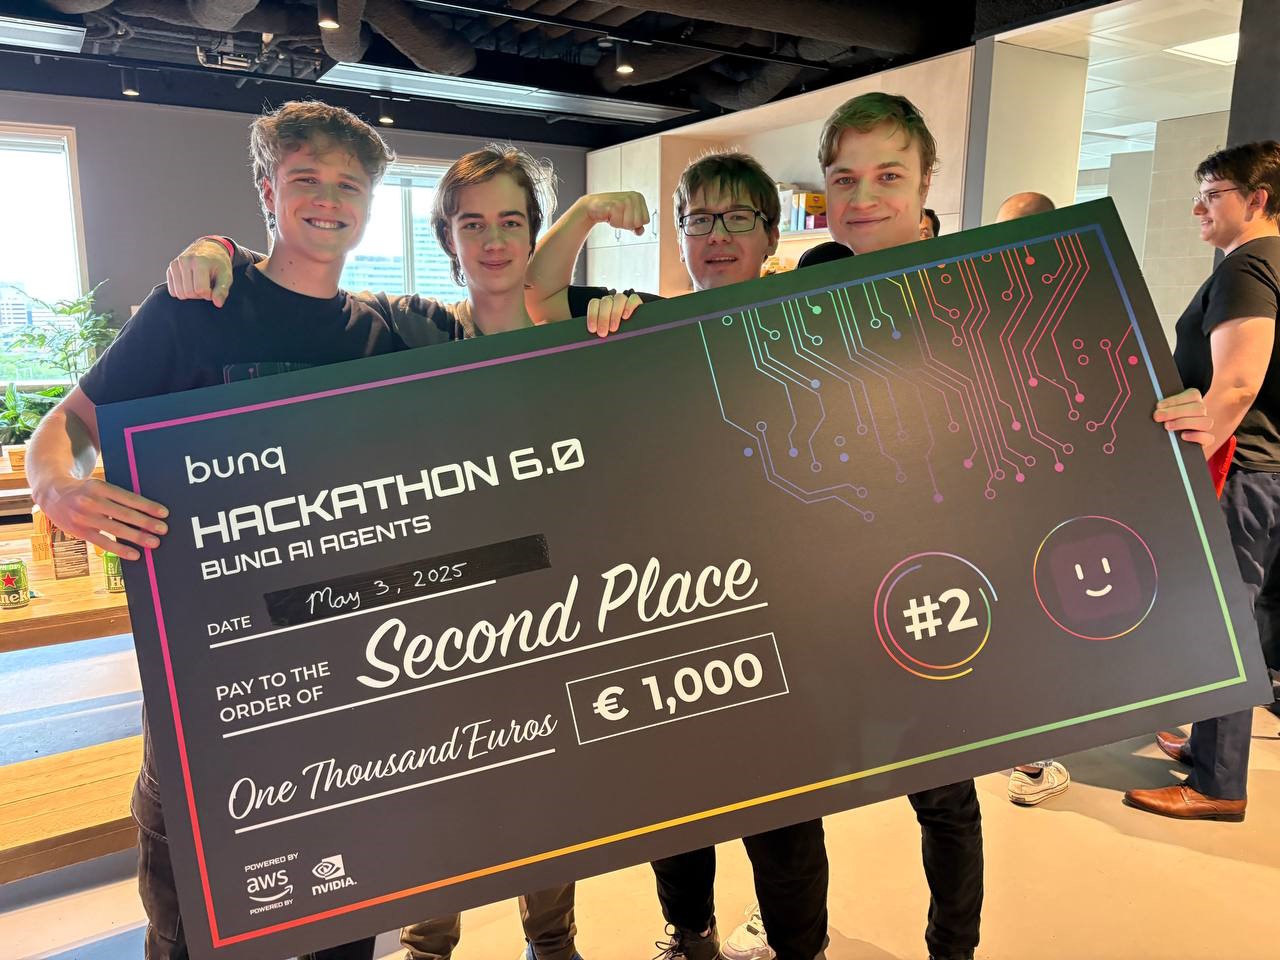 bunq
HACKATHON 6.0
BUNQ AI AGENTS
DATE May 3, 2025
PAY TO THE
ORDER OF Second Place
One Thousand Euros € 1,000
#2
POWERED BY
aws
POWERED BY
NVIDIA.